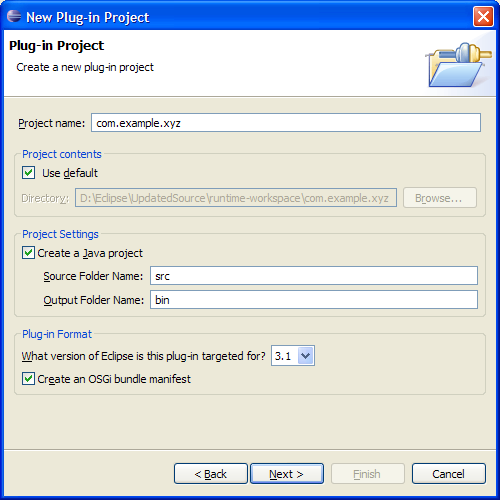 New Plug-in Project
Plug-in Project
Create a new plug-in project
Project name: com.example.xyz
Project contents
Use default
Directory: D:\Eclipse\UpdatedSource\runtime-workspace\com.example.xyz Browse...
Project Settings
Create a Java project
Source Folder Name: src
Output Folder Name: bin
Plug-in Format
What version of Eclipse is this plug-in targeted for? 3.1
Create an OSGi bundle manifest
< Back Next > Finish Cancel